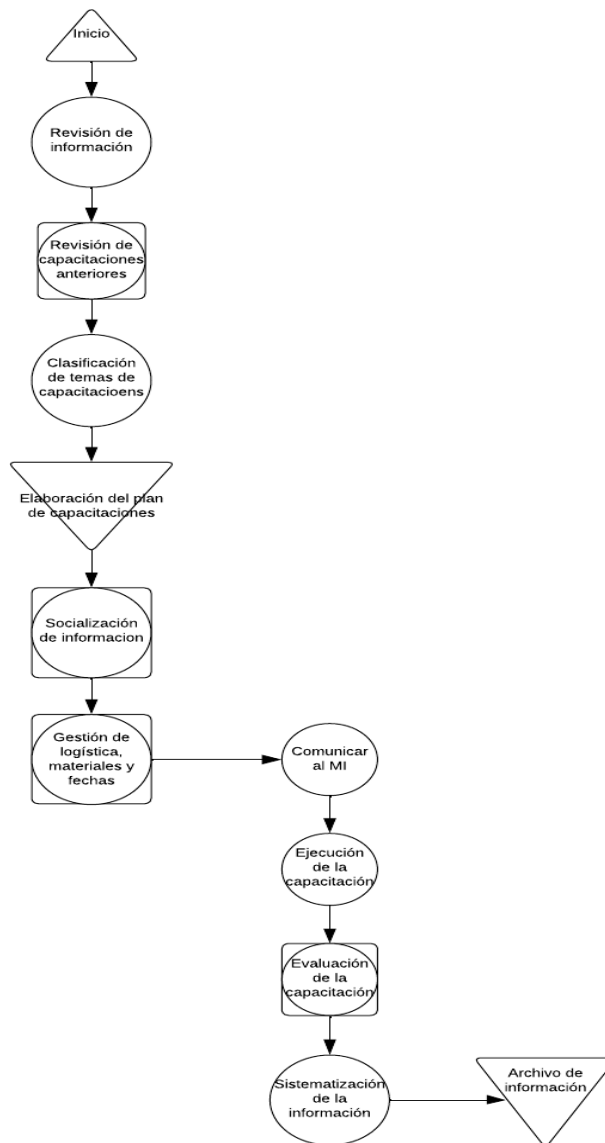 Inicio
Revisión de
información
Revisión de
capacitaciones
anteriores
Clasificación
de temas de
capacitacioens
Elaboración del plan
de capacitaciones
Socialización
de informacion
Gestión de
logística,
materiales y
fechas
Comunicar
al MI
Ejecución
de la
capacitación
Evaluación
de la
capacitación
Sistematización
de la
información
Archivo de
información